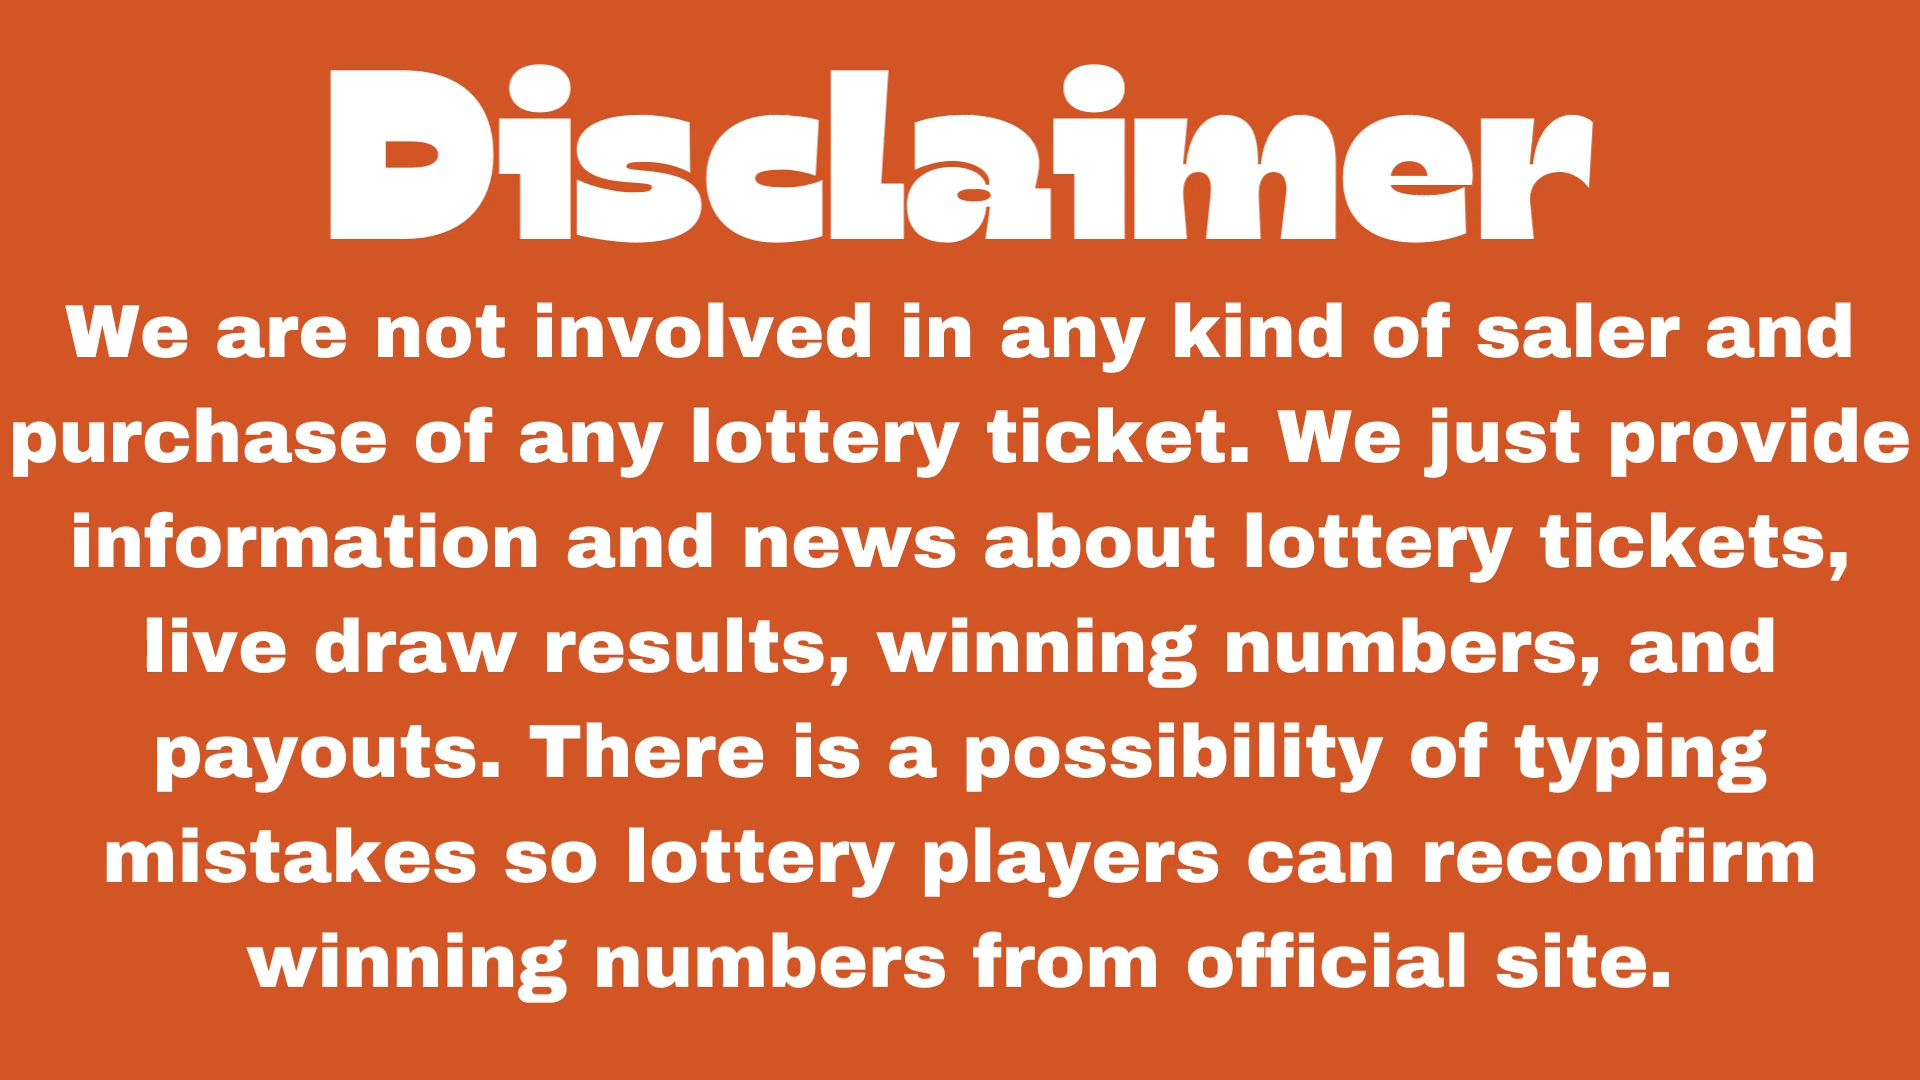 Disclaimer
We are not involved in any kind of saler and
purchase of any lottery ticket. We just provide
information and news about lottery tickets,
live draw results, winning numbers, and
payouts. There is a possibility of typing
mistakes so lottery players can reconfirm
winning numbers from official site.